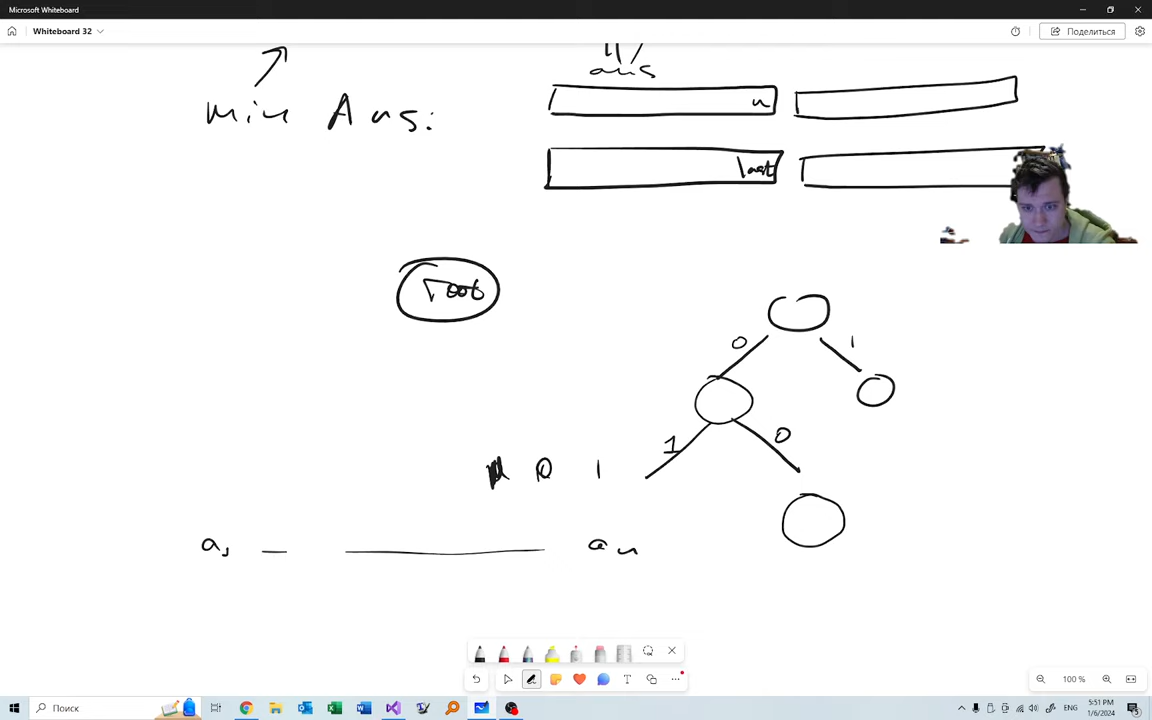 Microsoft Whiteboard
Whiteboard 32
Поделиться
ans
Min Ans:
n
last
root
0 1
1 0
0 1
a₁ a n
100 %
Поиск
ENG
5:51 PM
1/6/2024
5